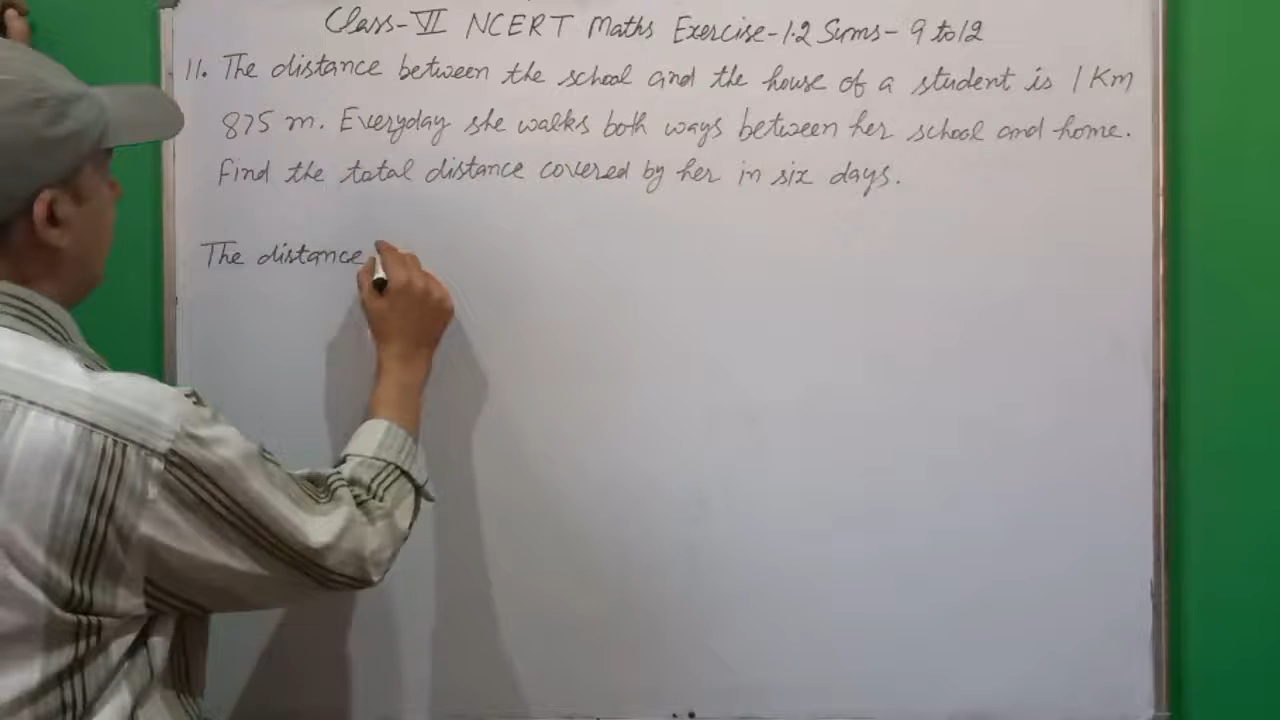 Class-VI NCERT Maths Exercise-1.2 Sums-9 to 12
11. The distance between the school and the house of a student is 1 Km
875 m. Everyday she walks both ways between her school and home.
Find the total distance covered by her in six days.
The distance